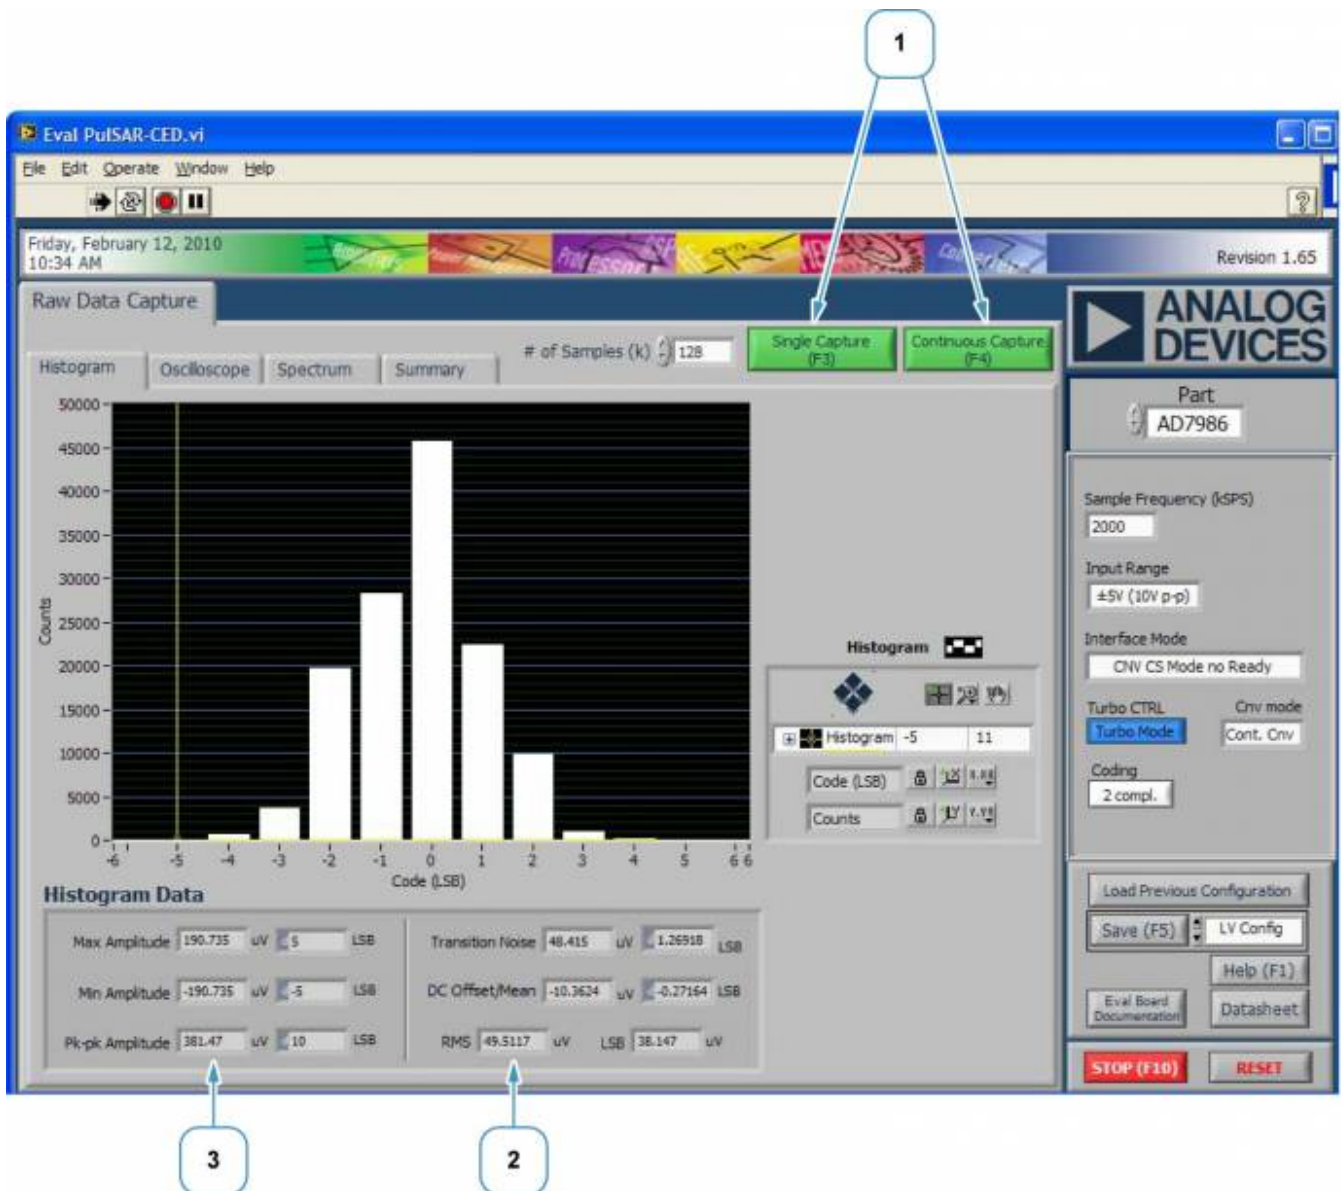 1
Eval PulSAR-CED.vi
File Edit Operate Window Help
Friday, February 12, 2010
10:34 AM
Revision 1.65
Raw Data Capture
ANALOG
DEVICES
# of Samples (k) 128
Single Capture
(F3)
Continuous Capture
(F4)
Histogram Oscilloscope Spectrum Summary
Part
AD7986
50000
45000
40000
35000
30000
25000
20000
15000
10000
5000
0
Counts
-6 -5 -4 -3 -2 -1 0 1 2 3 4 5 6 6
Code (LSB)
Histogram
Histogram -5 11
Code (LSB)
Counts
Sample Frequency (kSPS)
2000
Input Range
±5V (10V p-p)
Interface Mode
CNV CS Mode no Ready
Turbo CTRL Cnv mode
Turbo Mode Cont. Cnv
Coding
2 compl.
Histogram Data
Max Amplitude 190.735 uV 5 LSB
Transition Noise 48.415 uV 1.26918 LSB
Min Amplitude -190.735 uV -5 LSB
DC Offset/Mean -10.3624 uV -0.27164 LSB
Pk-pk Amplitude 381.47 uV 10 LSB
RMS 49.5117 uV LSB 38.147 uV
Load Previous Configuration
Save (F5) LV Config
Help (F1)
Eval Board
Documentation
Datasheet
STOP (F10) RESET
3
2